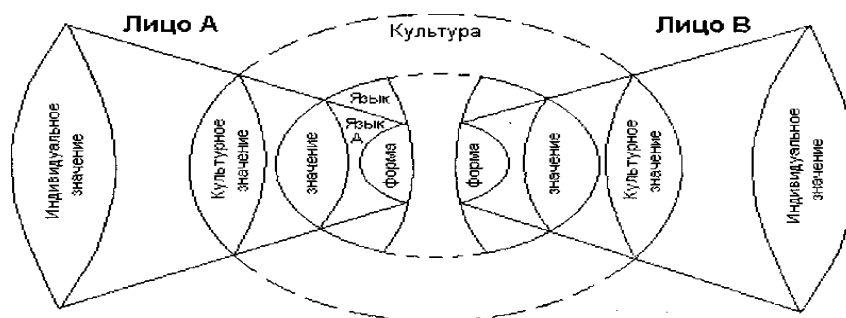 Лицо А
Культура
Лицо В
Индивидуальное
значение
Культурное
значение
значение
Язык
Язык
А
форма
форма
значение
Культурное
значение
Индивидуальное
значение